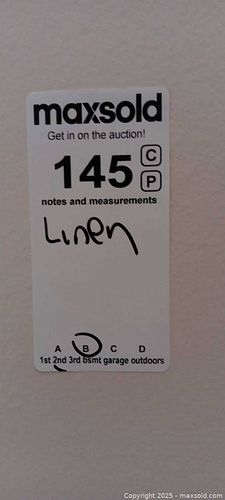 maxsold
Get in on the auction!
145 C
P
notes and measurements
Linen
A B C D
1st 2nd 3rd bsmt garage outdoors
Copyright 2025 - maxsold.com